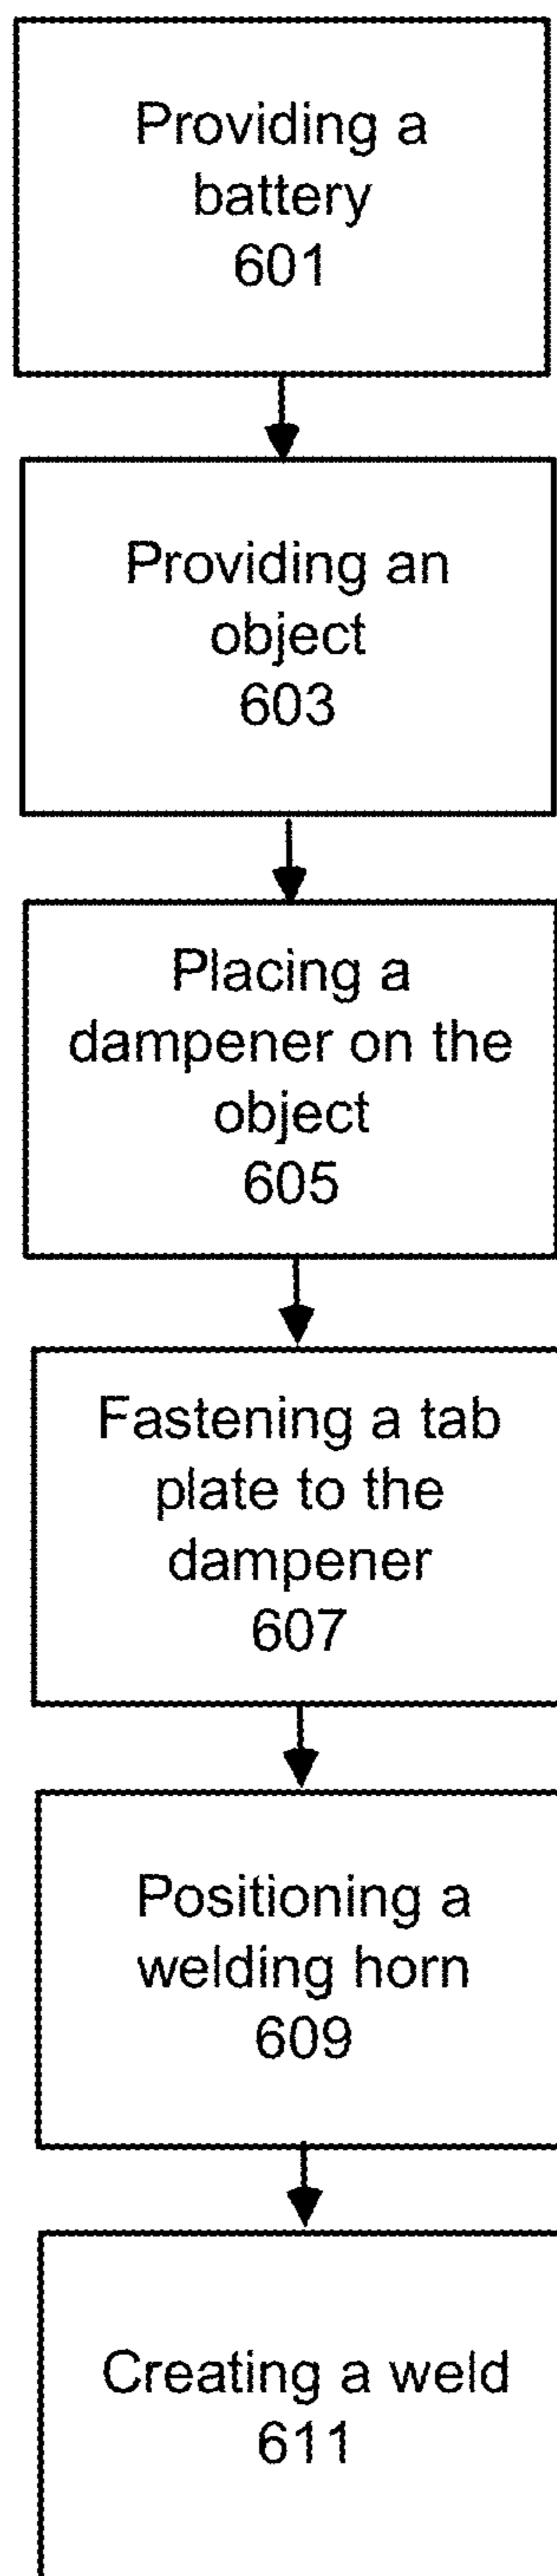 Providing a
battery
601
Providing an
object
603
Placing a
dampener on the
object
605
Fastening a tab
plate to the
dampener
607
Positioning a
welding horn
609
Creating a weld
611